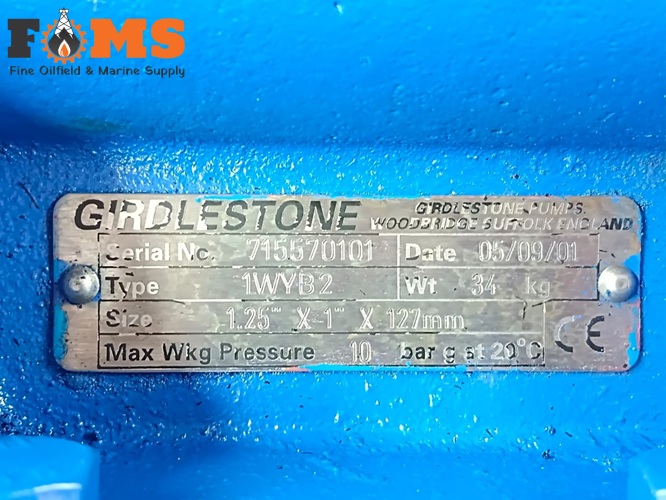 FOMS
Fine Oilfield & Marine Supply
GIRDLESTONE
GIRDLESTONE PUMPS.
WOODBRIDGE SUFFOLK ENGLAND
Serial No. 715570101 Date 05/09/01
Type 1WYB2 Wt 34 kg
Size 1.25" X 1" X 127mm
Max Wkg Pressure 10 bar g st 20°C CE